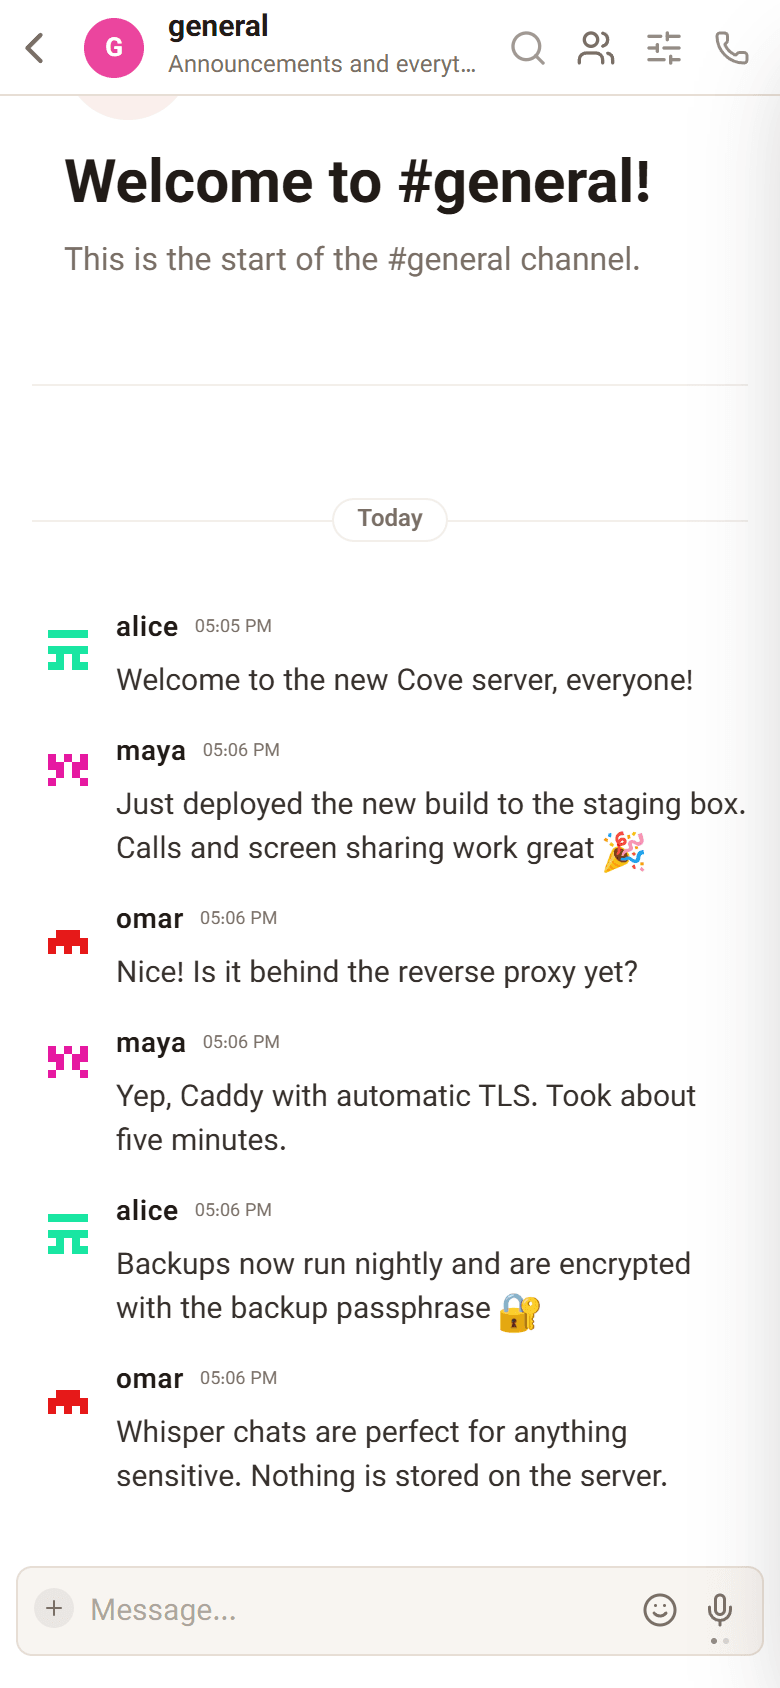 G
general
Announcements and everyt...
Welcome to #general!
This is the start of the #general channel.
Today
alice 05:05 PM
Welcome to the new Cove server, everyone!
maya 05:06 PM
Just deployed the new build to the staging box.
Calls and screen sharing work great 🎉
omar 05:06 PM
Nice! Is it behind the reverse proxy yet?
maya 05:06 PM
Yep, Caddy with automatic TLS. Took about
five minutes.
alice 05:06 PM
Backups now run nightly and are encrypted
with the backup passphrase 🔐
omar 05:06 PM
Whisper chats are perfect for anything
sensitive. Nothing is stored on the server.
Message...